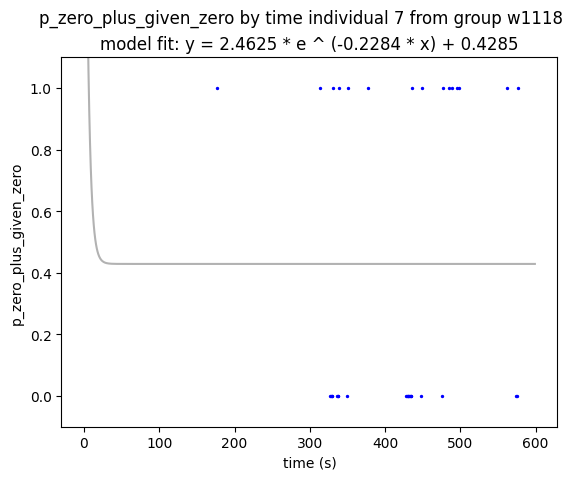 p_zero_plus_given_zero by time individual 7 from group w1118
model fit: y = 2.4625 * e ^ (-0.2284 * x) + 0.4285
1.0
0.8
0.6
0.4
0.2
0.0
p_zero_plus_given_zero
0 100 200 300 400 500 600
time (s)